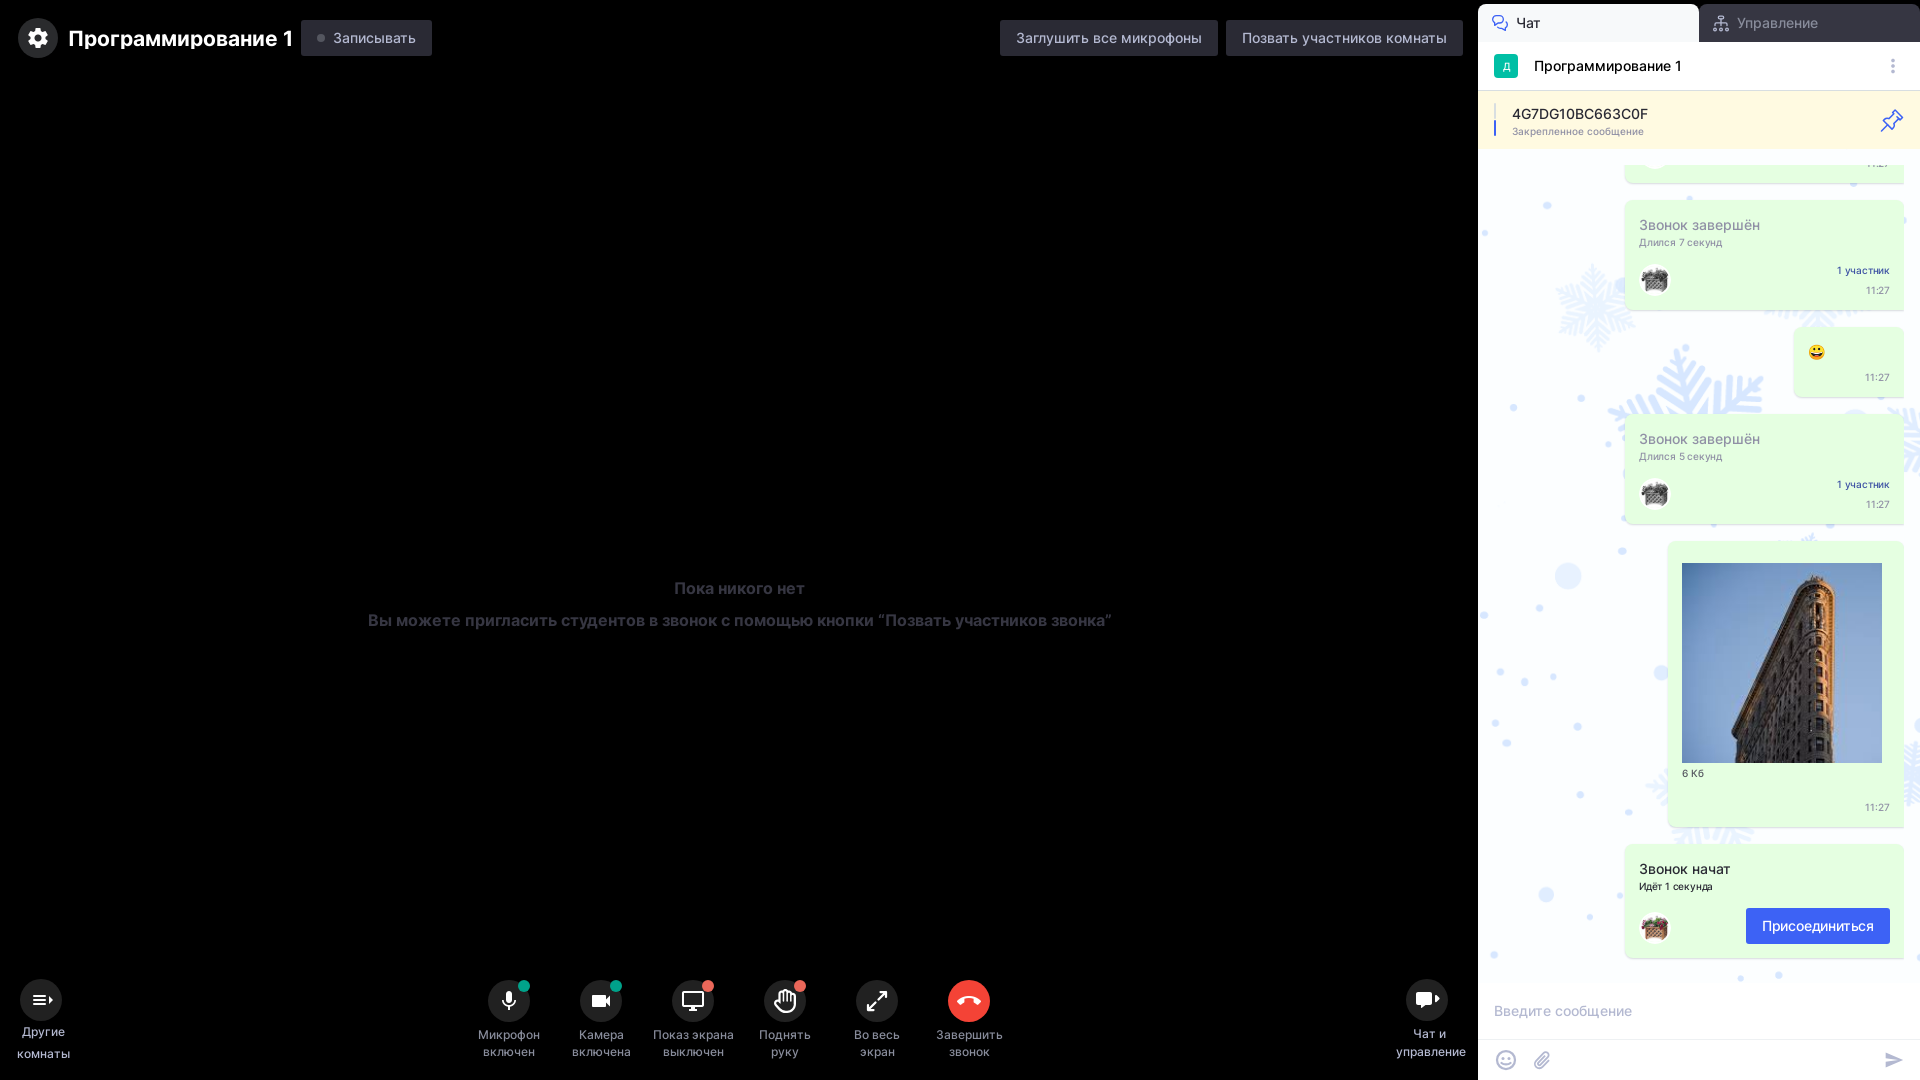 Программирование 1
Записывать
Заглушить все микрофоны
Позвать участников комнаты
Пока никого нет
Вы можете пригласить студентов в звонок с помощью кнопки “Позвать участников звонка”
Другие
комнаты
Микрофон
включен
Камера
включена
Показ экрана
выключен
Поднять
руку
Во весь
экран
Завершить
звонок
Чат и
управление
Чат
Управление
Д
Программирование 1
4G7DG10BC663C0F
Закрепленное сообщение
11:27
Звонок завершён
Длился 7 секунд
1 участник
11:27
11:27
Звонок завершён
Длился 5 секунд
1 участник
11:27
6 Кб
11:27
Звонок начат
Идёт 1 секунда
Присоединиться
Введите сообщение